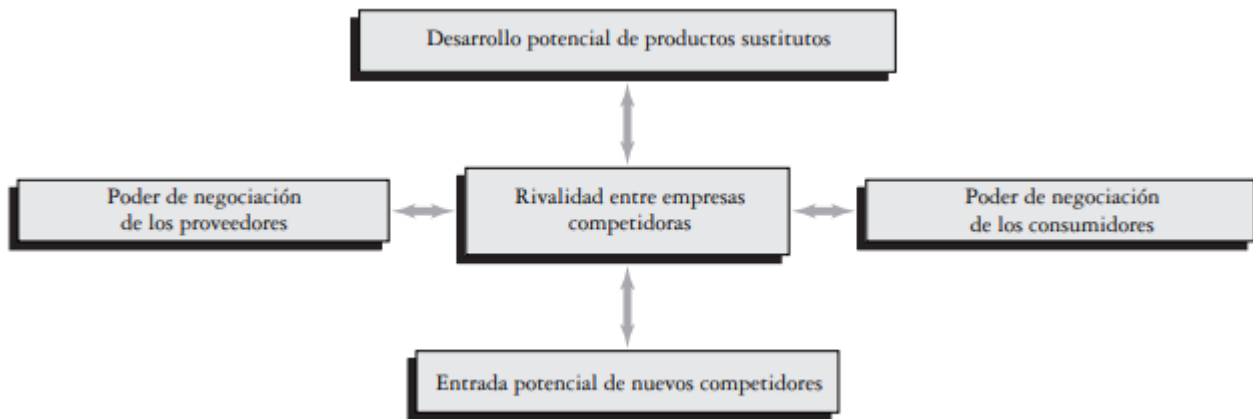 Desarrollo potencial de productos sustitutos
Poder de negociación
de los proveedores
Rivalidad entre empresas
competidoras
Poder de negociación
de los consumidores
Entrada potencial de nuevos competidores